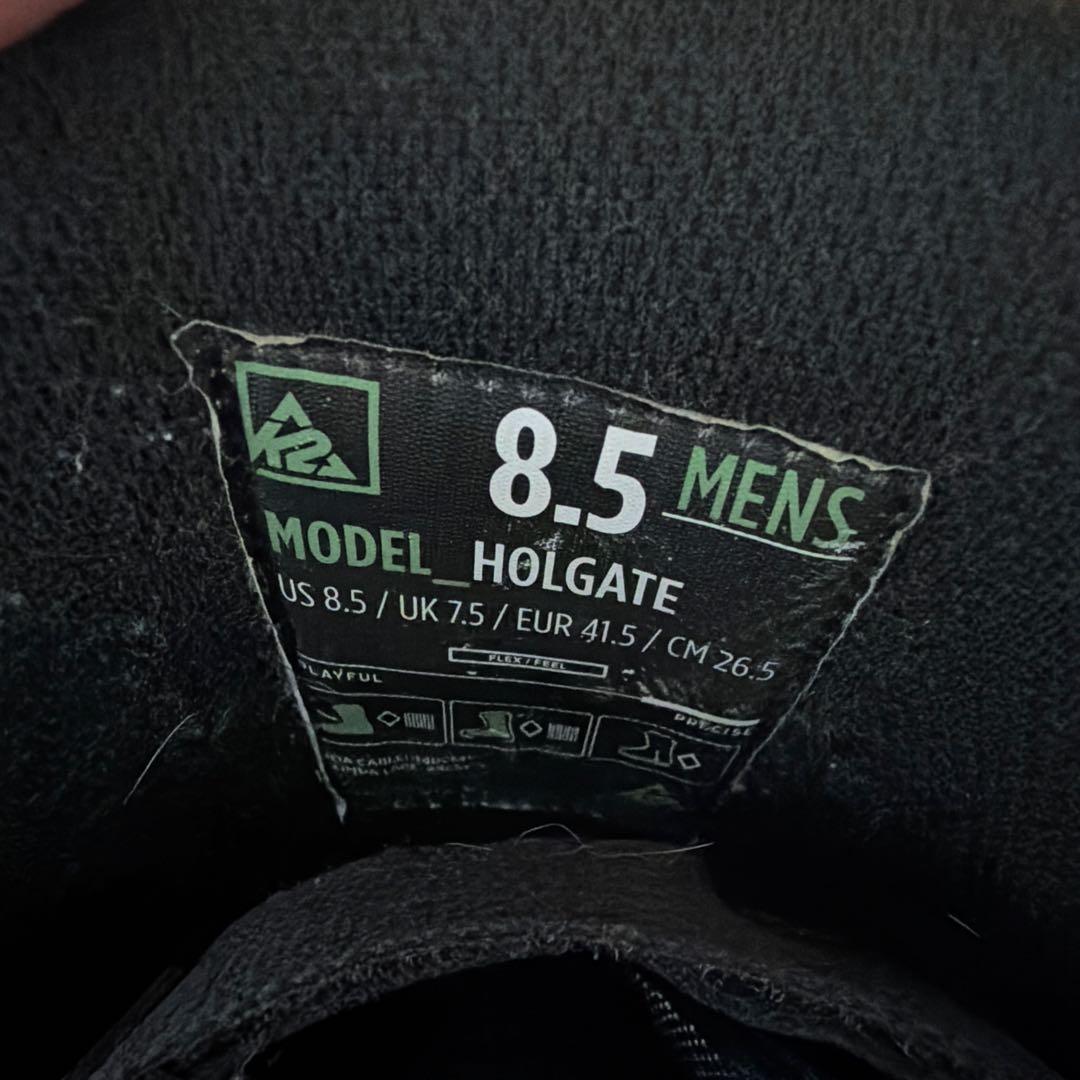 K2
8.5 MENS
MODEL_HOLGATE
US 8.5 / UK 7.5 / EUR 41.5 / CM 26.5
FLEX / FEEL
PLAYFUL
PRECISE